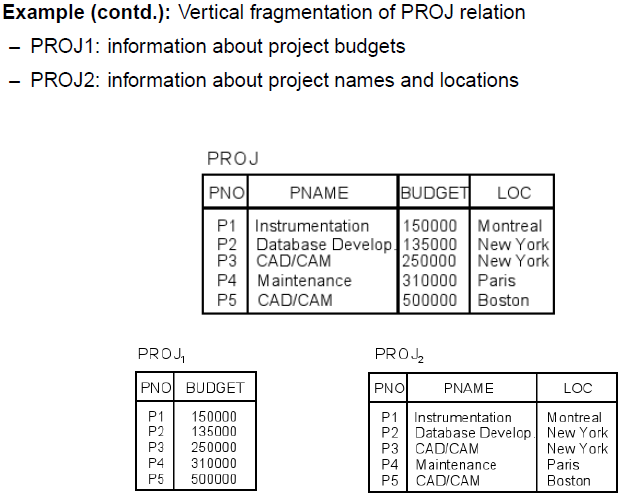 Example (contd.): Vertical fragmentation of PROJ relation
– PROJ1: information about project budgets
– PROJ2: information about project names and locations
PROJ
PNO PNAME BUDGET LOC
P1 Instrumentation 150000 Montreal
P2 Database Develop. 135000 New York
P3 CAD/CAM 250000 New York
P4 Maintenance 310000 Paris
P5 CAD/CAM 500000 Boston
PROJ1
PNO BUDGET
P1 150000
P2 135000
P3 250000
P4 310000
P5 500000
PROJ2
PNO PNAME LOC
P1 Instrumentation Montreal
P2 Database Develop. New York
P3 CAD/CAM New York
P4 Maintenance Paris
P5 CAD/CAM Boston